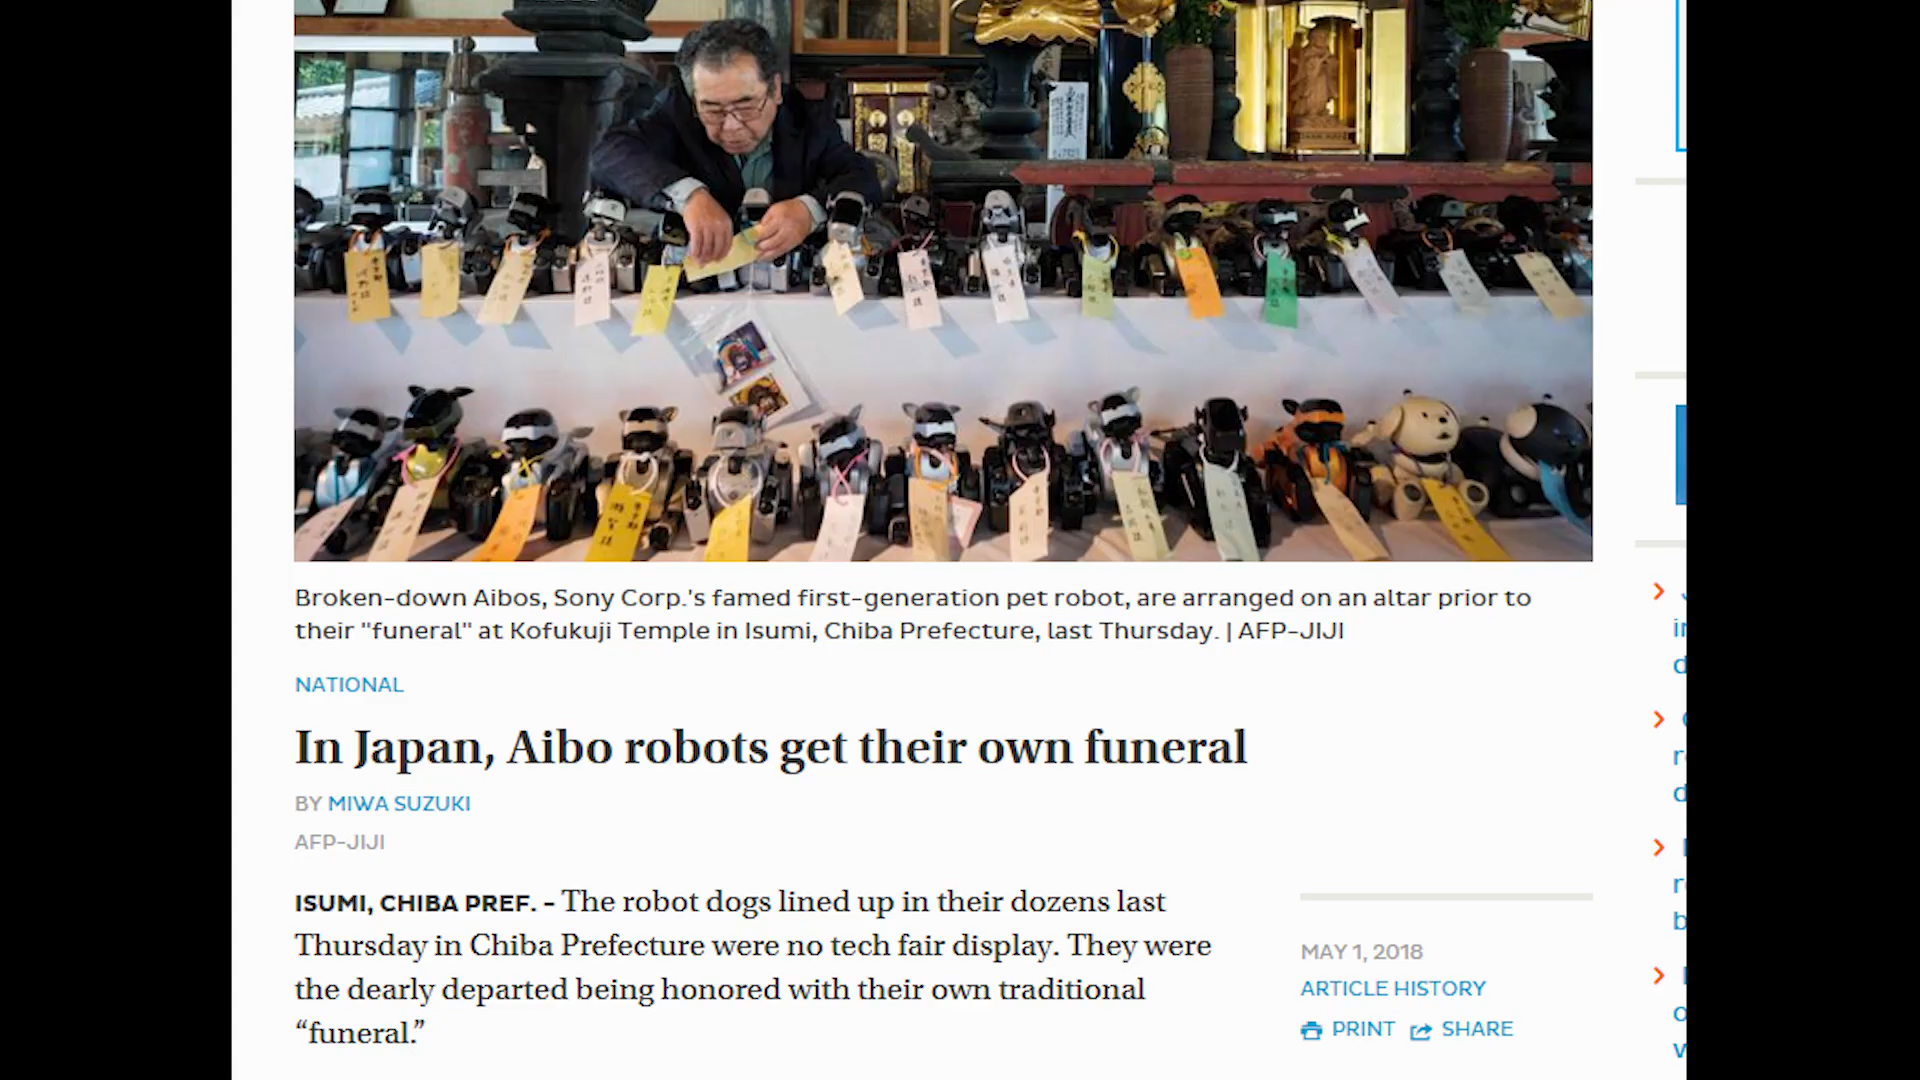 Broken-down Aibos, Sony Corp.'s famed first-generation pet robot, are arranged on an altar prior to
their "funeral" at Kofukuji Temple in Isumi, Chiba Prefecture, last Thursday. | AFP-JIJI
NATIONAL
In Japan, Aibo robots get their own funeral
BY MIWA SUZUKI
AFP-JIJI
ISUMI, CHIBA PREF. - The robot dogs lined up in their dozens last
Thursday in Chiba Prefecture were no tech fair display. They were
the dearly departed being honored with their own traditional
“funeral.”
MAY 1, 2018
ARTICLE HISTORY
PRINT SHARE